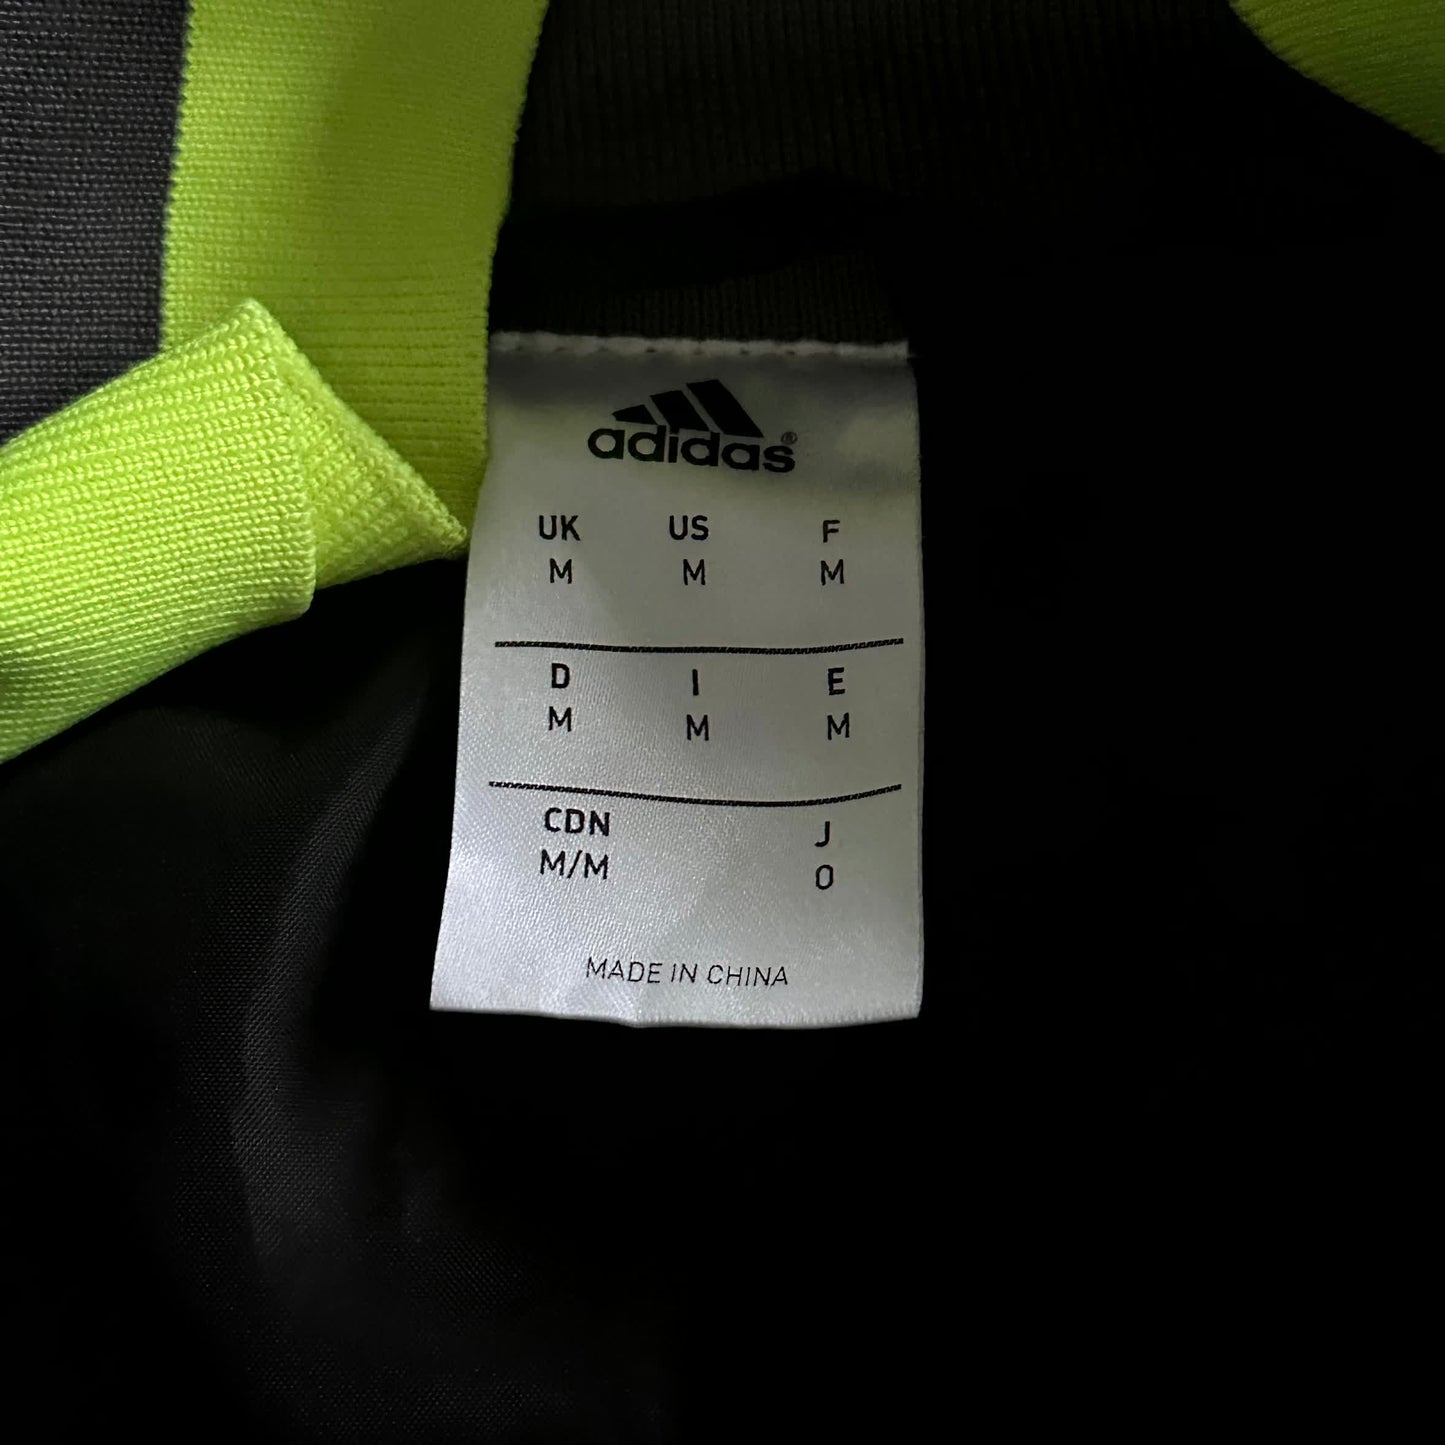 adidas®
UK US F
M M M
D I E
M M M
CDN J
M/M O
MADE IN CHINA